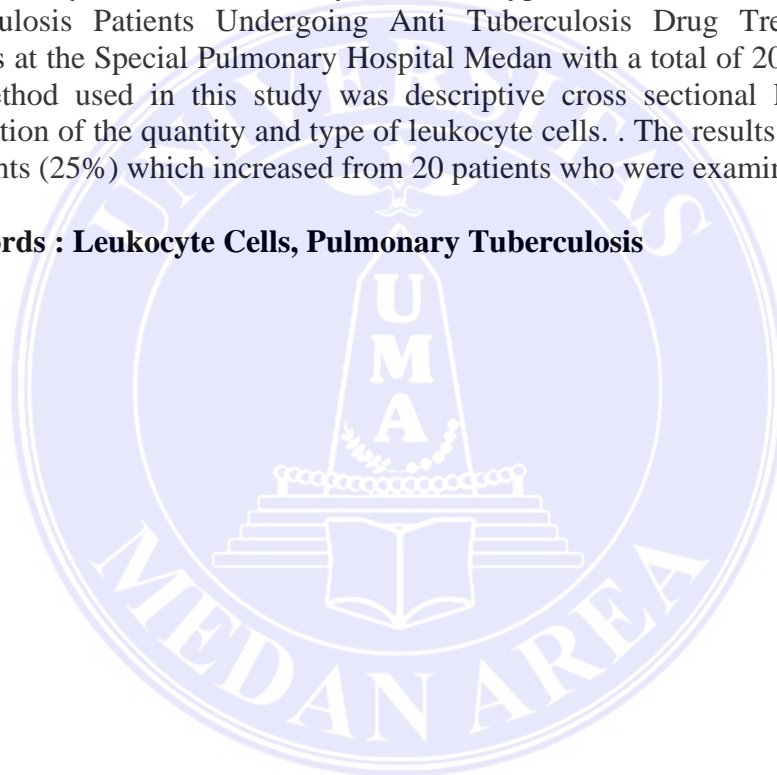 ulosis Patients Undergoing Anti Tuberculosis Drug Tre
s at the Special Pulmonary Hospital Medan with a total of 20
ethod used in this study was descriptive cross sectional
tion of the quantity and type of leukocyte cells. . The results
nts (25%) which increased from 20 patients who were examin
ords : Leukocyte Cells, Pulmonary Tuberculosis
UNIVERSITAS
U
M
A
MEDAN AREA